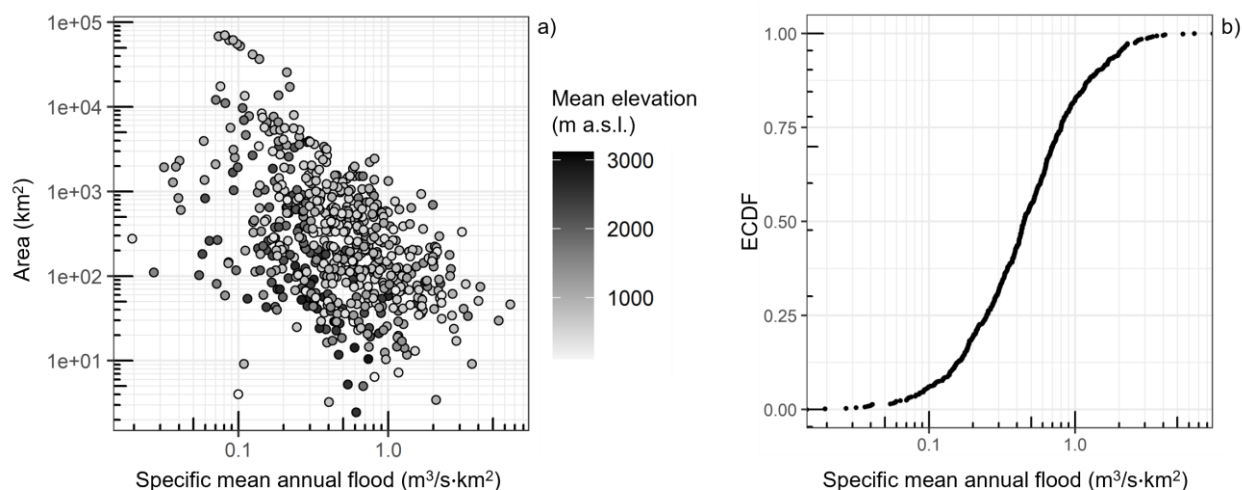 a)
1e+05
1e+04
1e+03
1e+02
1e+01
Area (km²)
0.1 1.0
Specific mean annual flood (m³/s·km²)
Mean elevation
(m a.s.l.)
3000
2000
1000
b)
1.00
0.75
0.50
0.25
0.00
ECDF
0.1 1.0
Specific mean annual flood (m³/s·km²)